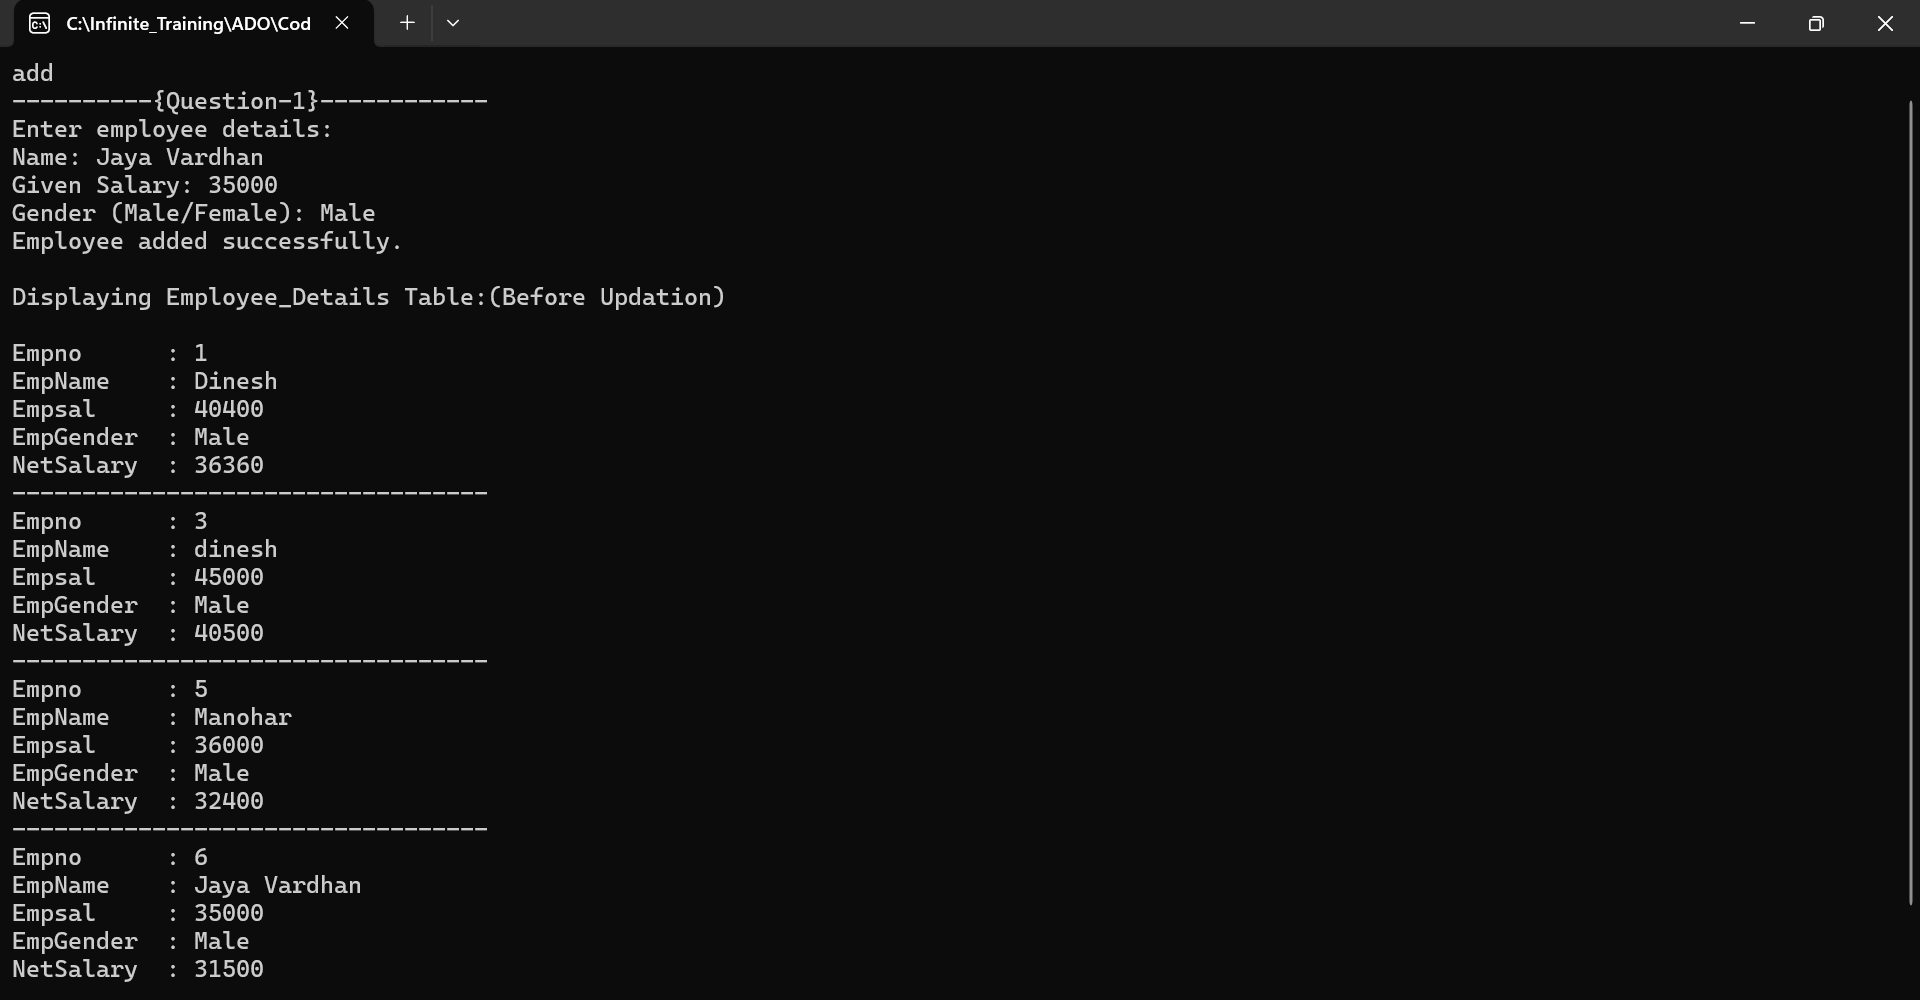 C:\Infinite_Training\ADO\Cod
add
----------{Question-1}------------
Enter employee details:
Name: Jaya Vardhan
Given Salary: 35000
Gender (Male/Female): Male
Employee added successfully.
Displaying Employee_Details Table:(Before Updation)
Empno      : 1
EmpName    : Dinesh
Empsal     : 40400
EmpGender  : Male
NetSalary  : 36360
----------------------------------
Empno      : 3
EmpName    : dinesh
Empsal     : 45000
EmpGender  : Male
NetSalary  : 40500
----------------------------------
Empno      : 5
EmpName    : Manohar
Empsal     : 36000
EmpGender  : Male
NetSalary  : 32400
----------------------------------
Empno      : 6
EmpName    : Jaya Vardhan
Empsal     : 35000
EmpGender  : Male
NetSalary  : 31500